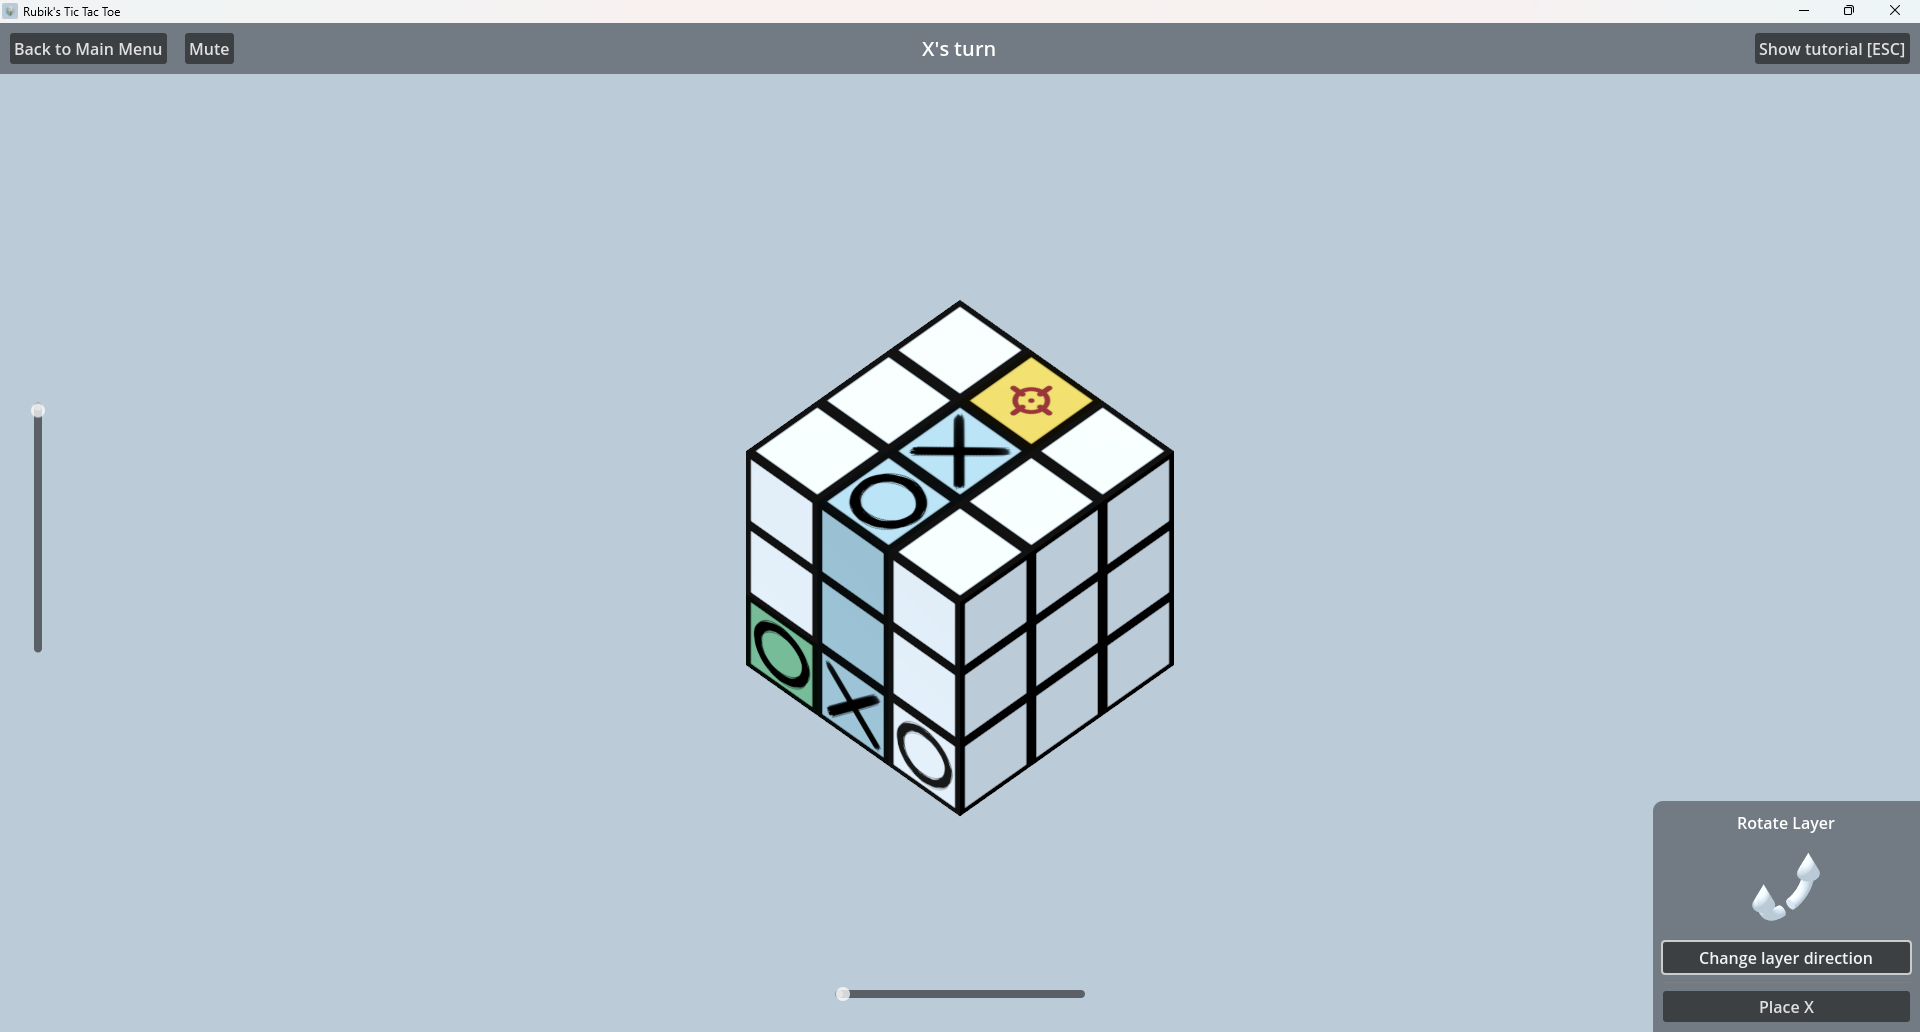 Rubik's Tic Tac Toe
Back to Main Menu
Mute
X's turn
Show tutorial [ESC]
Rotate Layer
Change layer direction
Place X